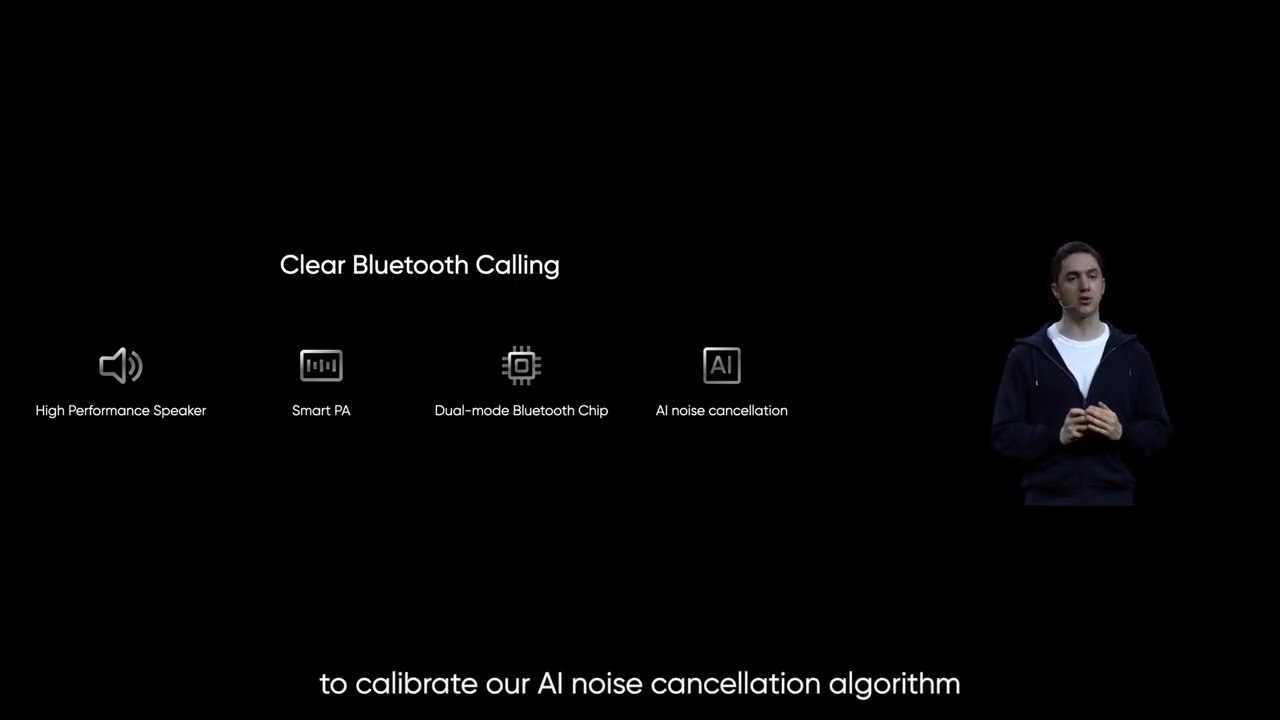 Clear Bluetooth Calling
AI
High Performance Speaker
Smart PA
Dual-mode Bluetooth Chip
AI noise cancellation
to calibrate our AI noise cancellation algorithm